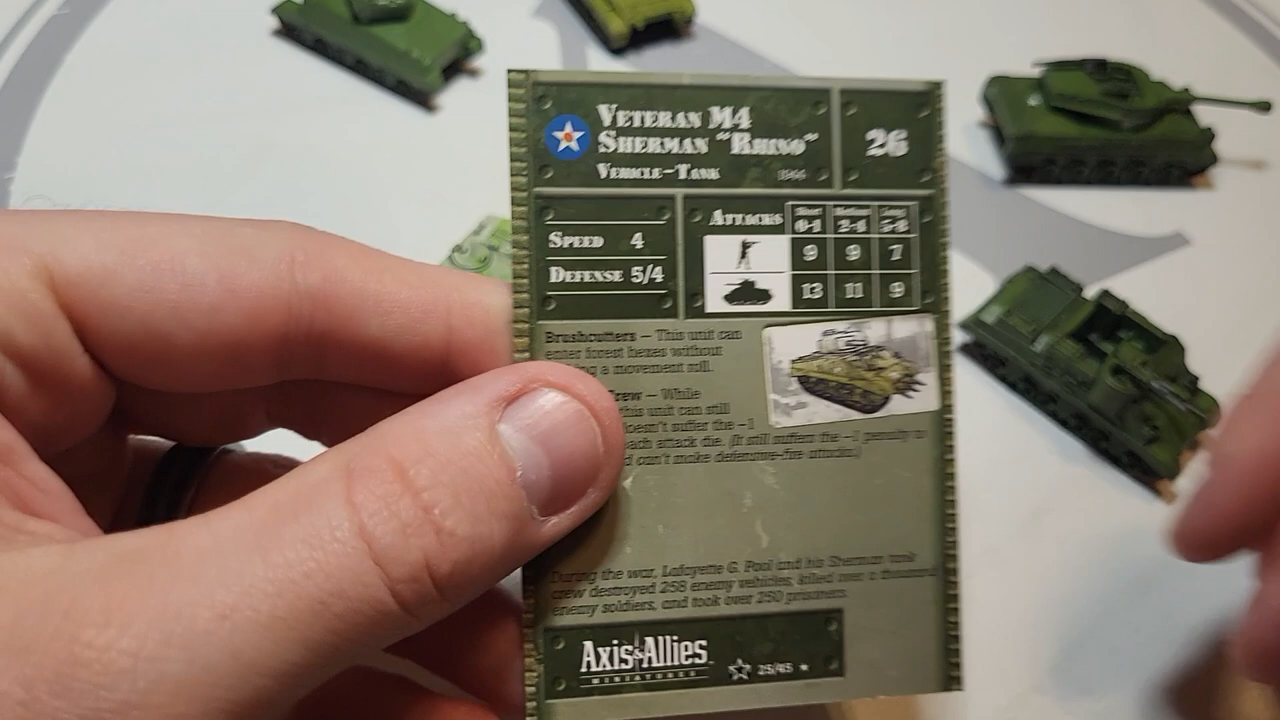 VETERAN M4
SHERMAN "RHINO"
VEHICLE–TANK 1944
26
SPEED 4
DEFENSE 5/4
ATTACKS
Short Medium Long
0-1 2-4 5-8
9 9 7
13 11 9
Brushcutters – This unit can
enter forest hexes without
a movement roll.
– While
this unit can still
doesn't suffer the –1
each attack die. (It still suffers the –1 penalty to
can't make defensive-fire attacks.)
During the war, Lafayette G. Pool and his Sherman tank
crew destroyed 258 enemy vehicles, killed over a thousand
enemy soldiers, and took over 250 prisoners.
Axis & Allies
MINIATURES
25/45 ★